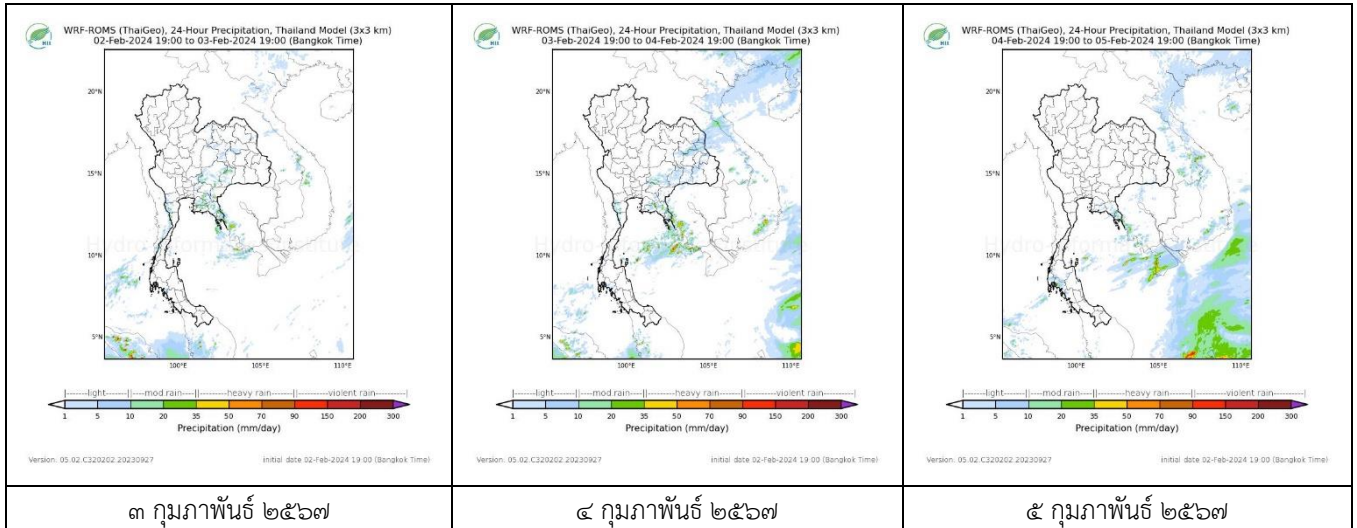 WRF-ROMS (ThaiGeo), 24-Hour Precipitation, Thailand Model (3x3 km)
02-Feb-2024 19:00 to 03-Feb-2024 19:00 (Bangkok Time)
20°N
15°N
10°N
5°N
100°E
105°E
110°E
light
mod rain
heavy rain
violent rain
1 5 10 20 35 50 70 90 150 200 300
Precipitation (mm/day)
Version: 05.02.C320202.20230927
initial date 02-Feb-2024 19:00 (Bangkok Time)
๓ กุมภาพันธ์ ๒๕๖๗
WRF-ROMS (ThaiGeo), 24-Hour Precipitation, Thailand Model (3x3 km)
03-Feb-2024 19:00 to 04-Feb-2024 19:00 (Bangkok Time)
20°N
15°N
10°N
5°N
100°E
105°E
110°E
light
mod rain
heavy rain
violent rain
1 5 10 20 35 50 70 90 150 200 300
Precipitation (mm/day)
Version: 05.02.C320202.20230927
initial date 02-Feb-2024 19:00 (Bangkok Time)
๔ กุมภาพันธ์ ๒๕๖๗
WRF-ROMS (ThaiGeo), 24-Hour Precipitation, Thailand Model (3x3 km)
04-Feb-2024 19:00 to 05-Feb-2024 19:00 (Bangkok Time)
20°N
15°N
10°N
5°N
100°E
105°E
110°E
light
mod rain
heavy rain
violent rain
1 5 10 20 35 50 70 90 150 200 300
Precipitation (mm/day)
Version: 05.02.C320202.20230927
initial date 02-Feb-2024 19:00 (Bangkok Time)
๕ กุมภาพันธ์ ๒๕๖๗